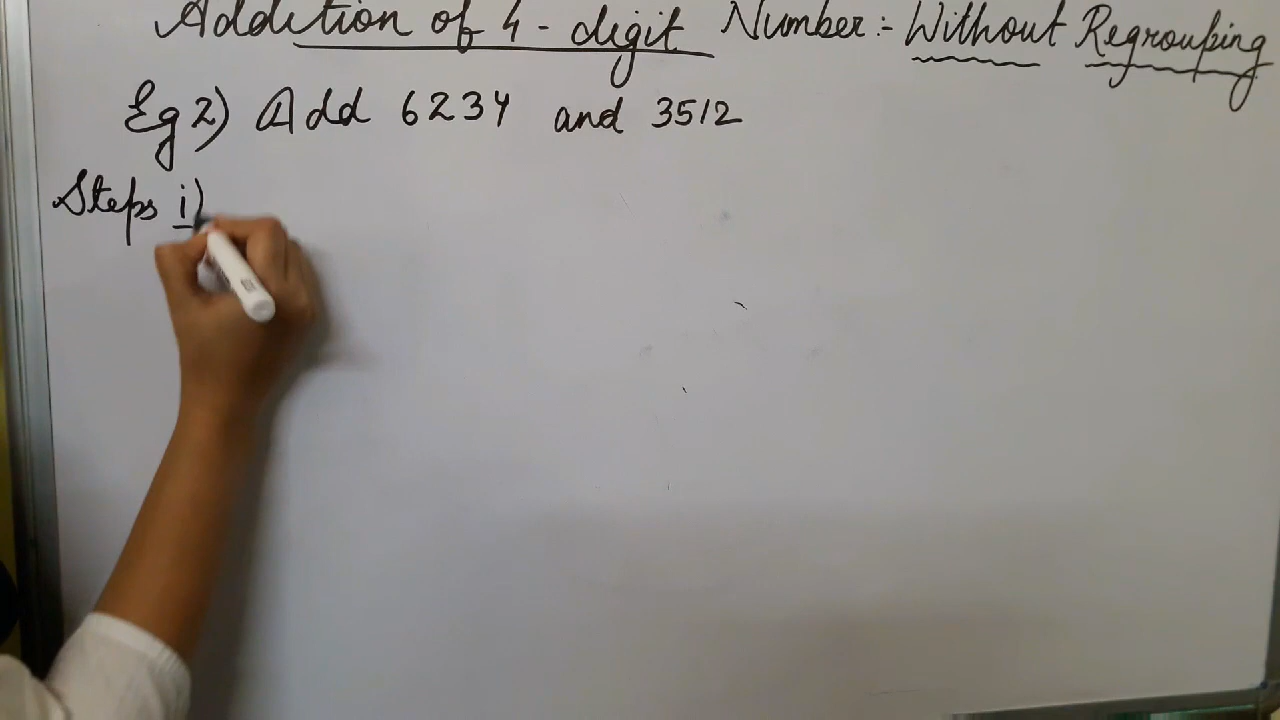 Addition of 4 - digit Number :- Without Regrouping
Eg 2) Add 6234 and 3512
Steps i)